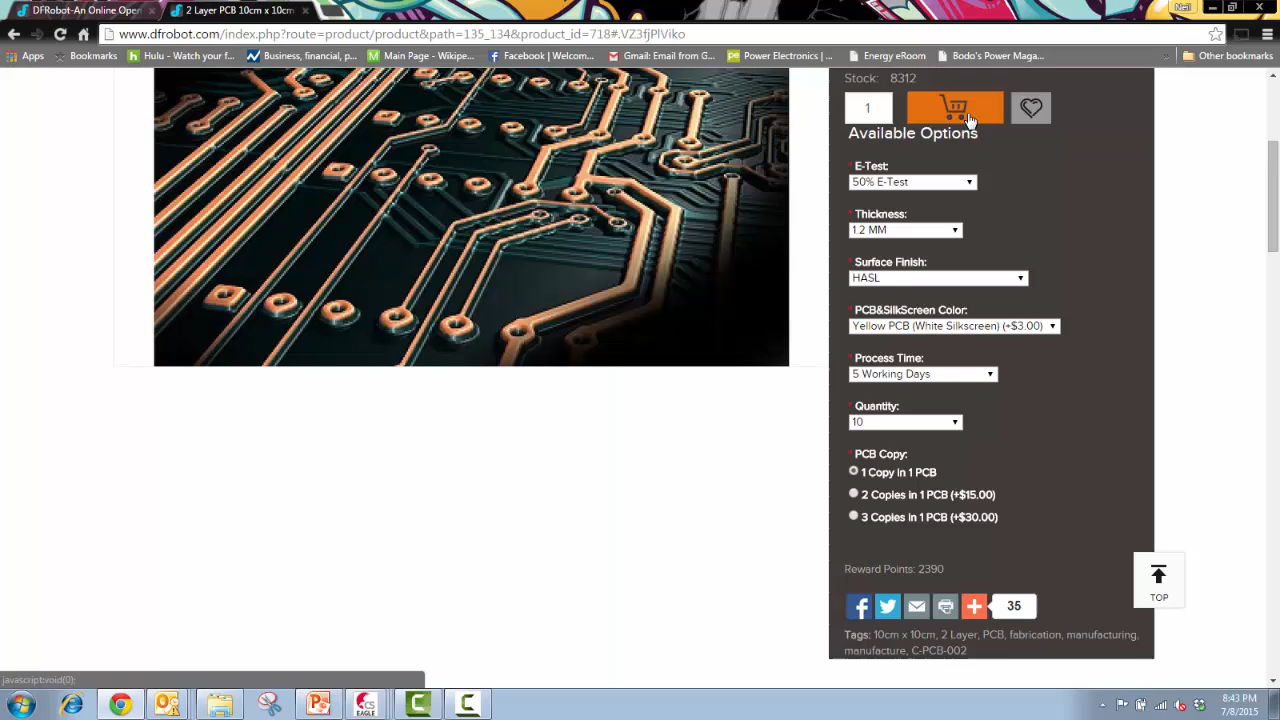 DFRobot-An Online Open
2 Layer PCB 10cm x 10cm
Neil
www.dfrobot.com/index.php?route=product/product&path=135_134&product_id=718#.VZ3fjPlViko
Apps
Bookmarks
Hulu - Watch your f...
Business, financial, p...
Main Page - Wikipe...
Facebook | Welcom...
Gmail: Email from G...
Power Electronics | ...
Energy eRoom
Bodo's Power Maga...
»
Other bookmarks
Stock: 8312
1
Available Options
* E-Test:
50% E-Test
* Thickness:
1.2 MM
* Surface Finish:
HASL
* PCB&SilkScreen Color:
Yellow PCB (White Silkscreen) (+$3.00)
* Process Time:
5 Working Days
* Quantity:
10
* PCB Copy:
1 Copy in 1 PCB
2 Copies in 1 PCB (+$15.00)
3 Copies in 1 PCB (+$30.00)
TOP
Reward Points: 2390
35
Tags: 10cm x 10cm, 2 Layer, PCB, fabrication, manufacturing,
manufacture, C-PCB-002
javascript:void(0);
CS
EAGLE
8:43 PM
7/8/2015